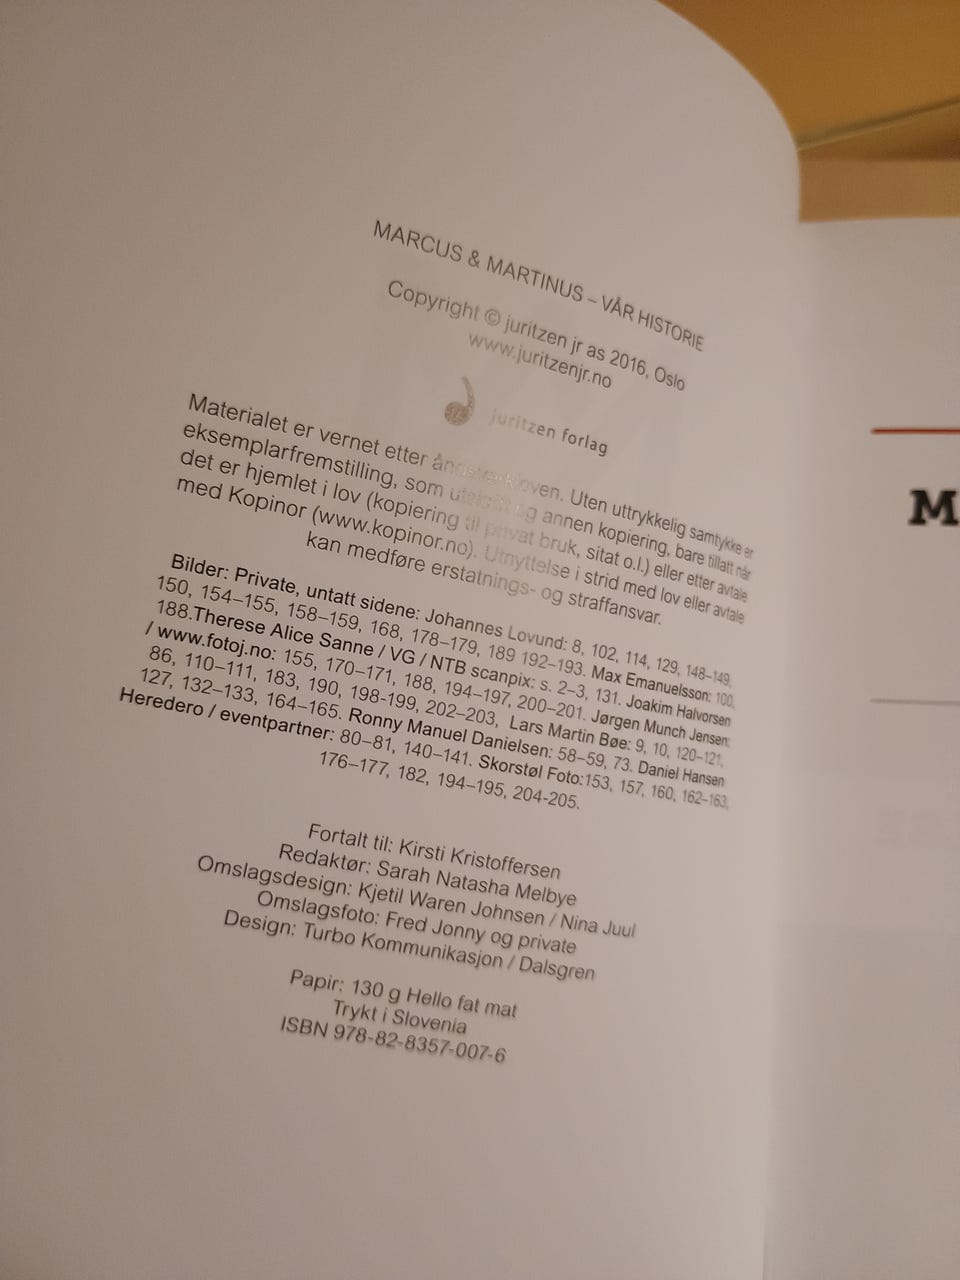 MARCUS & MARTINUS – VÅR HISTORIE
Copyright © juritzen jr as 2016, Oslo
www.juritzenjr.no
juritzen forlag
Materialet er vernet etter åndsverkloven. Uten uttrykkelig samtykke er
eksemplarfremstilling, som utskrift og annen kopiering, bare tillatt når
det er hjemlet i lov (kopiering til privat bruk, sitat o.l.) eller etter avtale
med Kopinor (www.kopinor.no). Utnyttelse i strid med lov eller avtale
kan medføre erstatnings- og straffansvar.
Bilder: Private, untatt sidene: Johannes Lovund: 8, 102, 114, 129, 148–149,
150, 154–155, 158–159, 168, 178–179, 189 192–193. Max Emanuelsson: 100,
188.Therese Alice Sanne / VG / NTB scanpix: s. 2–3, 131. Joakim Halvorsen
/ www.fotoj.no: 155, 170–171, 188, 194–197, 200–201. Jørgen Munch Jensen:
86, 110–111, 183, 190, 198-199, 202–203, Lars Martin Bøe: 9, 10, 120–121,
127, 132–133, 164–165. Ronny Manuel Danielsen: 58–59, 73. Daniel Hansen
Heredero / eventpartner: 80–81, 140–141. Skorstøl Foto:153, 157, 160, 162–163,
176–177, 182, 194–195, 204-205.
Fortalt til: Kirsti Kristoffersen
Redaktør: Sarah Natasha Melbye
Omslagsdesign: Kjetil Waren Johnsen / Nina Juul
Omslagsfoto: Fred Jonny og private
Design: Turbo Kommunikasjon / Dalsgren
Papir: 130 g Hello fat mat
Trykt i Slovenia
ISBN 978-82-8357-007-6
M